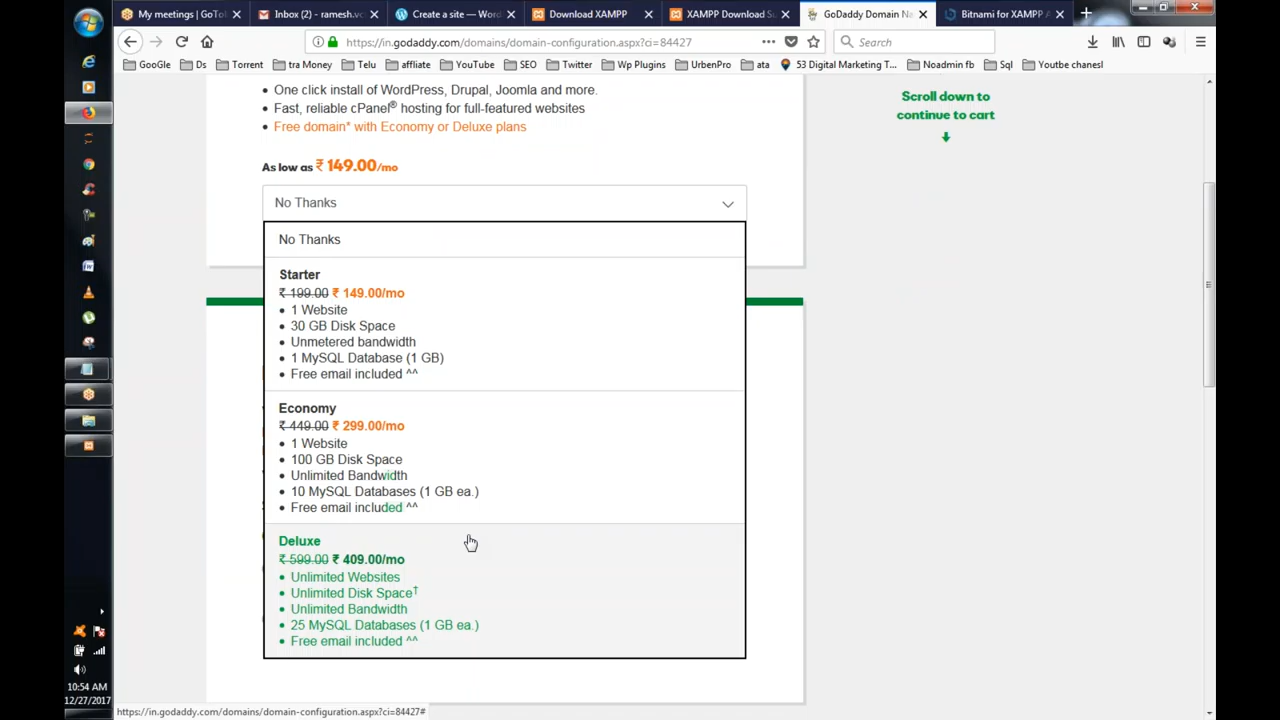 My meetings | GoTo
Inbox (2) - ramesh.v
Create a site — Word
Download XAMPP
XAMPP Download Su
GoDaddy Domain Na
Bitnami for XAMPP
https://in.godaddy.com/domains/domain-configuration.aspx?ci=84427
Search
GooGle
Ds
Torrent
tra Money
Telu
affliate
YouTube
SEO
Twitter
Wp Plugins
UrbenPro
ata
53 Digital Marketing T...
Noadmin fb
Sql
Youtbe chanesl
• One click install of WordPress, Drupal, Joomla and more.
• Fast, reliable cPanel® hosting for full-featured websites
• Free domain* with Economy or Deluxe plans
As low as ₹ 149.00/mo
Scroll down to
continue to cart
No Thanks
No Thanks
Starter
₹ 199.00 ₹ 149.00/mo
• 1 Website
• 30 GB Disk Space
• Unmetered bandwidth
• 1 MySQL Database (1 GB)
• Free email included ^^
Economy
₹ 449.00 ₹ 299.00/mo
• 1 Website
• 100 GB Disk Space
• Unlimited Bandwidth
• 10 MySQL Databases (1 GB ea.)
• Free email included ^^
Deluxe
₹ 599.00 ₹ 409.00/mo
• Unlimited Websites
• Unlimited Disk Space†
• Unlimited Bandwidth
• 25 MySQL Databases (1 GB ea.)
• Free email included ^^
10:54 AM
12/27/2017
https://in.godaddy.com/domains/domain-configuration.aspx?ci=84427#